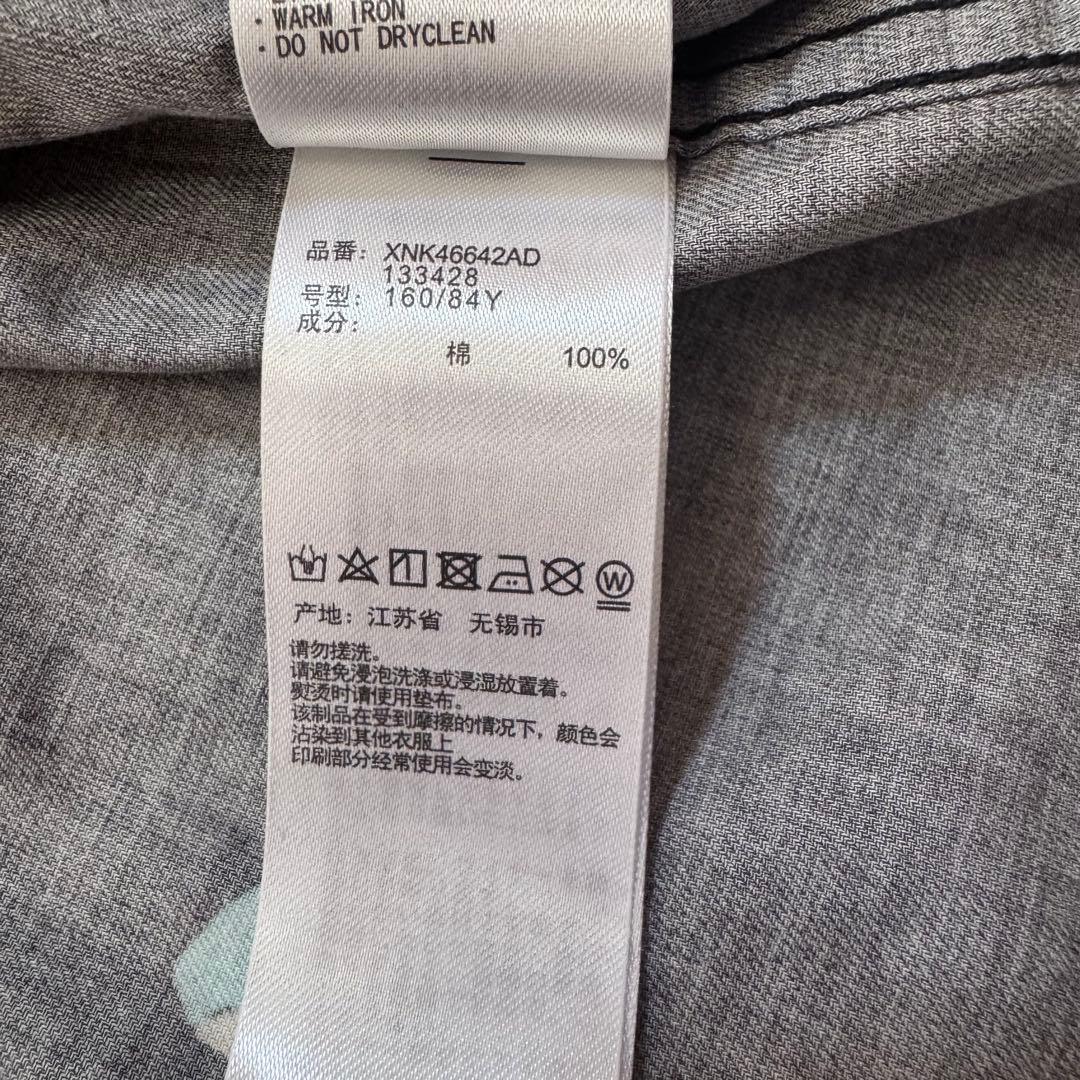 · WARM IRON
· DO NOT DRYCLEAN
品番: XNK46642AD
133428
号型: 160/84Y
成分:
棉 100%
W
产地: 江苏省 无锡市
请勿搓洗。
请避免浸泡洗涤或浸湿放置着。
熨烫时请使用垫布。
该制品在受到摩擦的情况下，颜色会
沾染到其他衣服上
印刷部分经常使用会变淡。